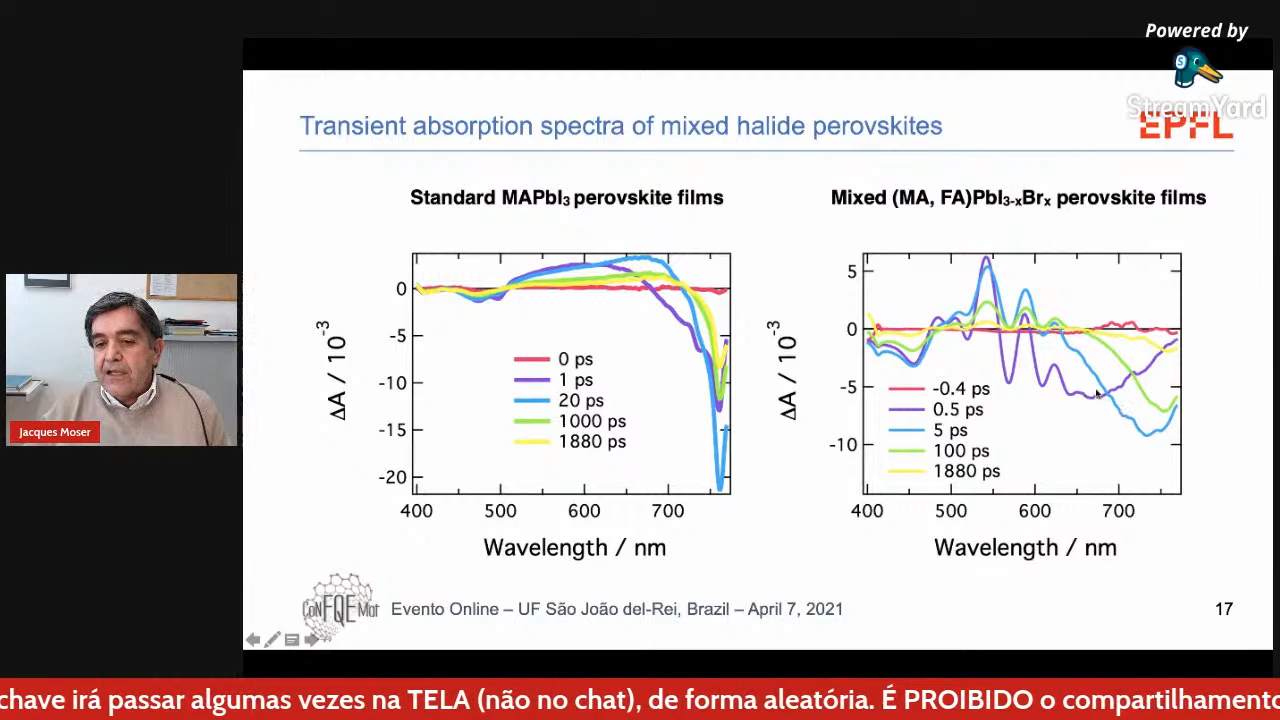 Powered by
StreamYard
Transient absorption spectra of mixed halide perovskites
EPFL
Standard MAPbI₃ perovskite films
ΔA / 10⁻³
0
-5
-10
-15
-20
0 ps
1 ps
20 ps
1000 ps
1880 ps
400 500 600 700
Wavelength / nm
Mixed (MA, FA)PbI₃₋ₓBrₓ perovskite films
ΔA / 10⁻³
5
0
-5
-10
-0.4 ps
0.5 ps
5 ps
100 ps
1880 ps
400 500 600 700
Wavelength / nm
Jacques Moser
CoNFQEMat
Evento Online – UF São João del-Rei, Brazil – April 7, 2021
17
chave irá passar algumas vezes na TELA (não no chat), de forma aleatória. É PROIBIDO o compartilhamento